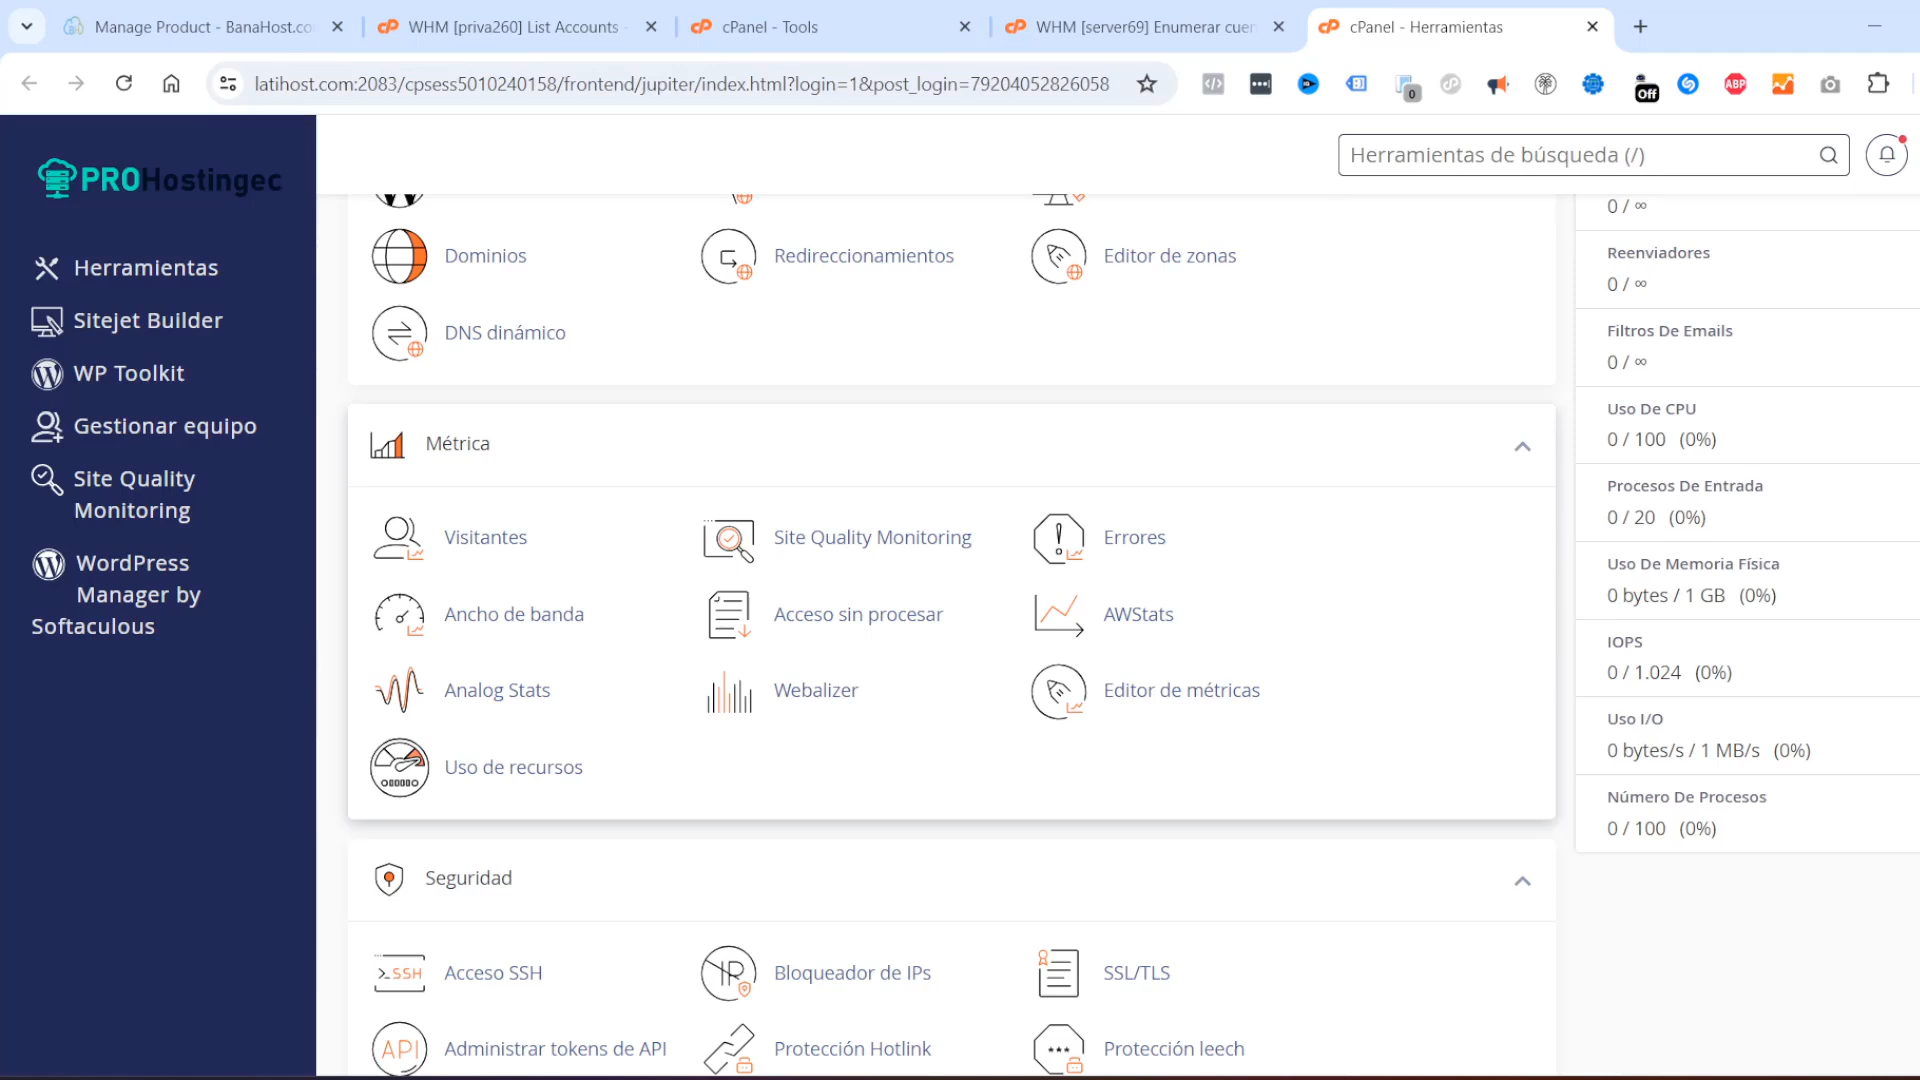 Manage Product - BanaHost.co
WHM [priva260] List Accounts -
cPanel - Tools
WHM [server69] Enumerar cuen
cPanel - Herramientas
latihost.com:2083/cpsess5010240158/frontend/jupiter/index.html?login=1&post_login=79204052826058
0
Off
ABP
PROHostingec
Herramientas de búsqueda (/)
Herramientas
Sitejet Builder
WP Toolkit
Gestionar equipo
Site Quality
Monitoring
WordPress
Manager by
Softaculous
Dominios
Redireccionamientos
Editor de zonas
DNS dinámico
Métrica
Visitantes
Site Quality Monitoring
Errores
Ancho de banda
Acceso sin procesar
AWStats
Analog Stats
Webalizer
Editor de métricas
Uso de recursos
Seguridad
>_SSH
Acceso SSH
IP
Bloqueador de IPs
SSL/TLS
API
Administrar tokens de API
Protección Hotlink
Protección leech
0 / ∞
Reenviadores
0 / ∞
Filtros De Emails
0 / ∞
Uso De CPU
0 / 100 (0%)
Procesos De Entrada
0 / 20 (0%)
Uso De Memoria Física
0 bytes / 1 GB (0%)
IOPS
0 / 1.024 (0%)
Uso I/O
0 bytes/s / 1 MB/s (0%)
Número De Procesos
0 / 100 (0%)